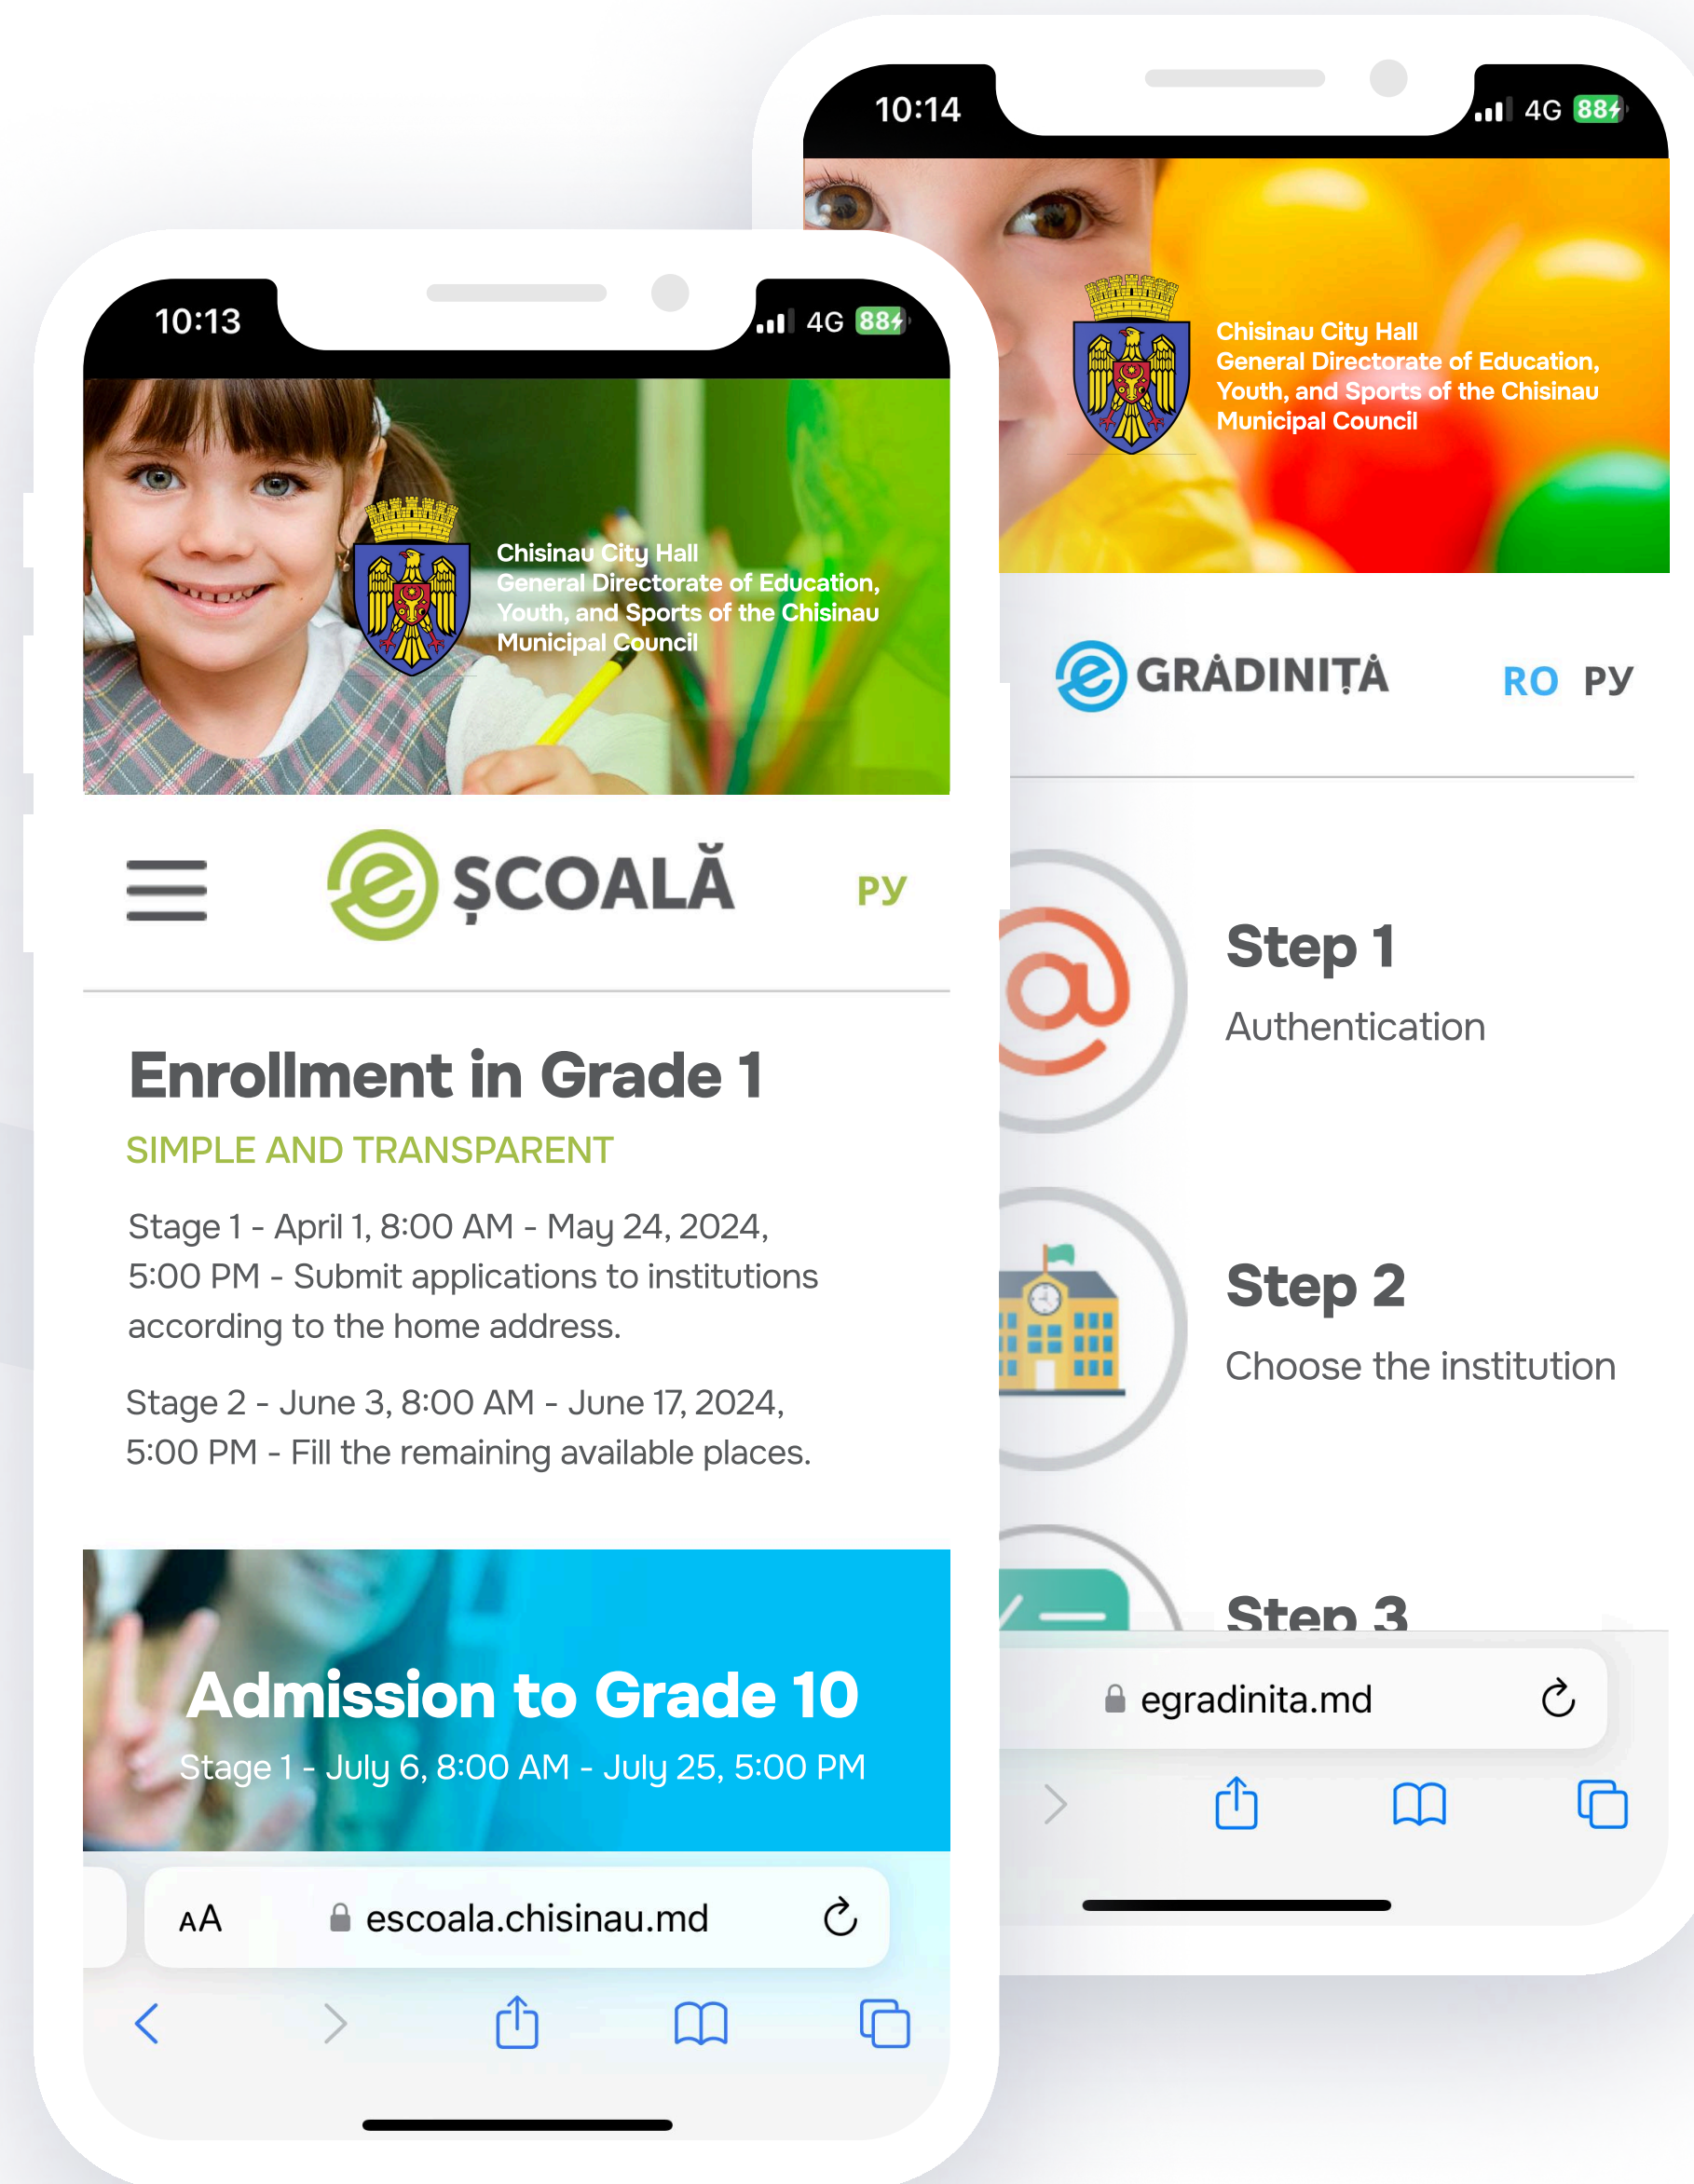 10:13
4G 88
Chisinau City Hall
General Directorate of Education,
Youth, and Sports of the Chisinau
Municipal Council
e ȘCOALĂ
РУ
Enrollment in Grade 1
SIMPLE AND TRANSPARENT
Stage 1 - April 1, 8:00 AM - May 24, 2024,
5:00 PM - Submit applications to institutions
according to the home address.
Stage 2 - June 3, 8:00 AM - June 17, 2024,
5:00 PM - Fill the remaining available places.
Admission to Grade 10
Stage 1 - July 6, 8:00 AM - July 25, 5:00 PM
AA
escoala.chisinau.md
10:14
4G 88
Chisinau City Hall
General Directorate of Education,
Youth, and Sports of the Chisinau
Municipal Council
e GRĂDINIȚĂ
RO РУ
@
Step 1
Authentication
Step 2
Choose the institution
Step 3
egradinita.md